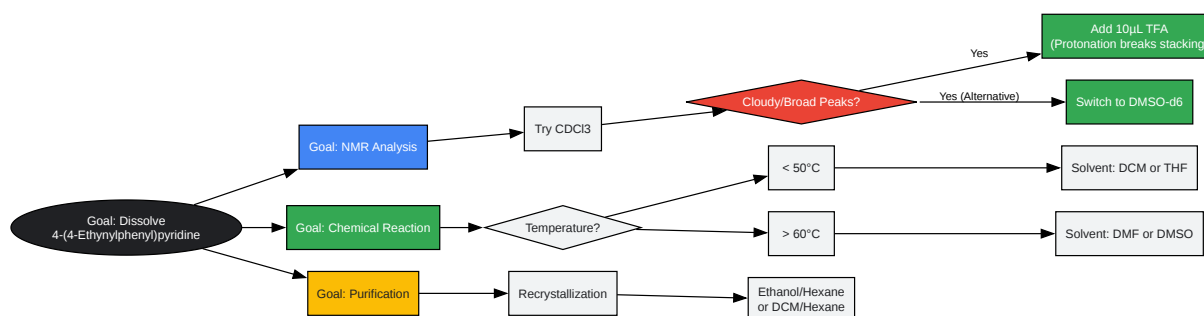 Add 10µL TFA
(Protonation breaks stacking
Yes
Cloudy/Broad Peaks?
Yes (Alternative)
Switch to DMSO-d6
Try CDCl3
Goal: NMR Analysis
< 50°C
Solvent: DCM or THF
Goal: Dissolve
4-(4-Ethynylphenyl)pyridine
Goal: Chemical Reaction
Temperature?
> 60°C
Solvent: DMF or DMSO
Goal: Purification
Recrystallization
Ethanol/Hexane
or DCM/Hexane